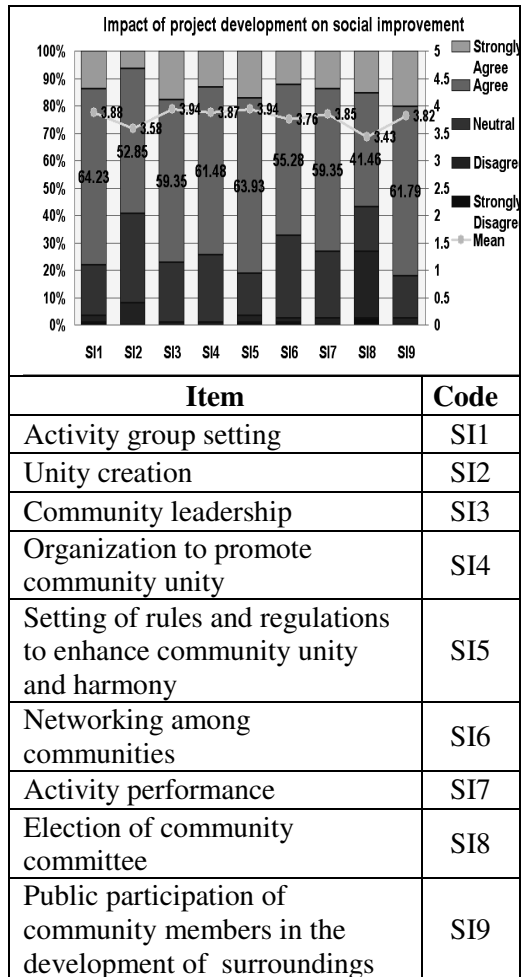 Impact of project development on social improvement
100%
90%
80%
70%
60%
50%
40%
30%
20%
10%
0%
5
4.5
4
3.5
3
2.5
2
1.5
1
0.5
0
3.88
3.58
3.94
3.87
3.94
3.76
3.85
3.43
3.82
64.23
52.85
59.35
61.48
63.93
55.28
59.35
41.46
61.79
SI1 SI2 SI3 SI4 SI5 SI6 SI7 SI8 SI9
Strongly
Agree
Agree
Neutral
Disagre
Strongly
Disagre
Mean
Item Code
Activity group setting SI1
Unity creation SI2
Community leadership SI3
Organization to promote
community unity SI4
Setting of rules and regulations
to enhance community unity
and harmony SI5
Networking among
communities SI6
Activity performance SI7
Election of community
committee SI8
Public participation of
community members in the
development of surroundings SI9